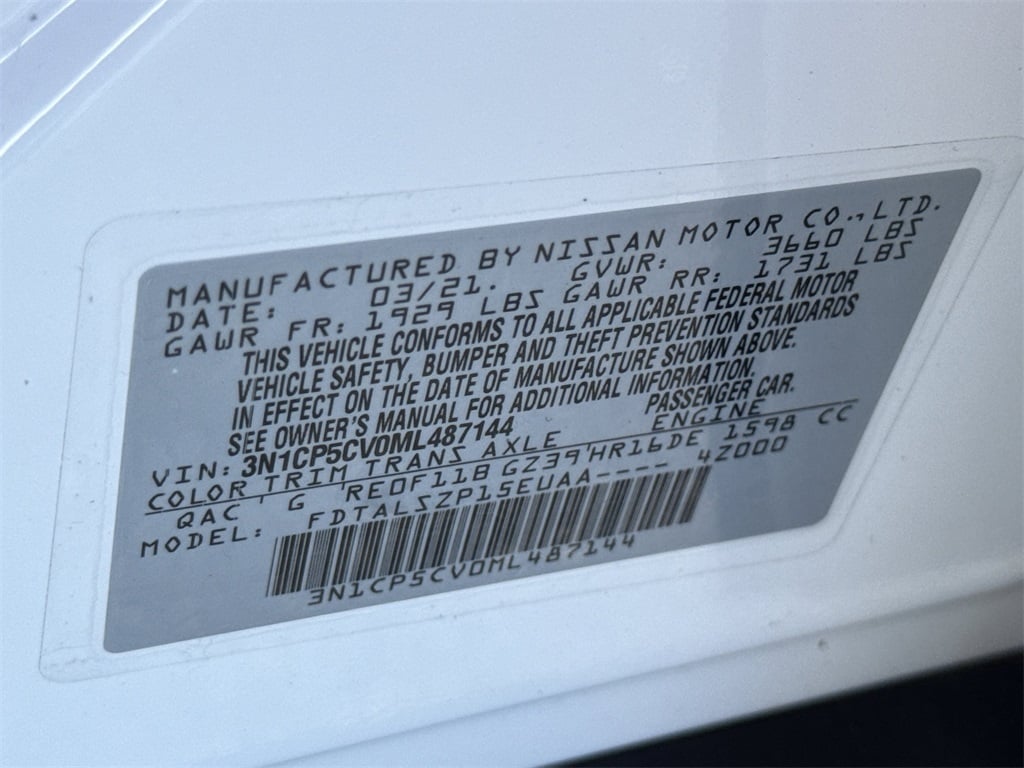 MANUFACTURED BY NISSAN MOTOR CO., LTD.
DATE: 03/21. GVWR: 3660 LBS
GAWR FR: 1929 LBS GAWR RR: 1731 LBS
THIS VEHICLE CONFORMS TO ALL APPLICABLE FEDERAL MOTOR
VEHICLE SAFETY, BUMPER AND THEFT PREVENTION STANDARDS
IN EFFECT ON THE DATE OF MANUFACTURE SHOWN ABOVE.
SEE OWNER'S MANUAL FOR ADDITIONAL INFORMATION.
VIN: 3N1CP5CV0ML487144 PASSENGER CAR.
COLOR TRIM TRANS AXLE ENGINE
QAC ' G 'RE0F11B GZ39'HR16DE 1598 CC
MODEL: FDTALSZP15EUAA---- 4Z000
3N1CP5CV0ML487144